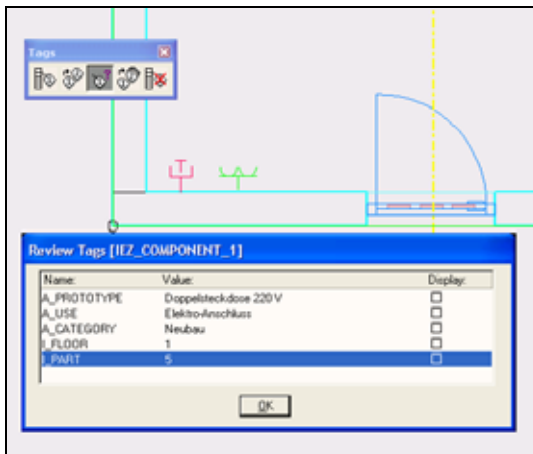 Tags
Review Tags [IEZ_COMPONENT_1]
Name: Value: Display:
A_PROTOTYPE Doppelsteckdose 220 V
A_USE Elektro-Anschluss
A_CATEGORY Neubau
I_FLOOR 1
I_PART 5
OK